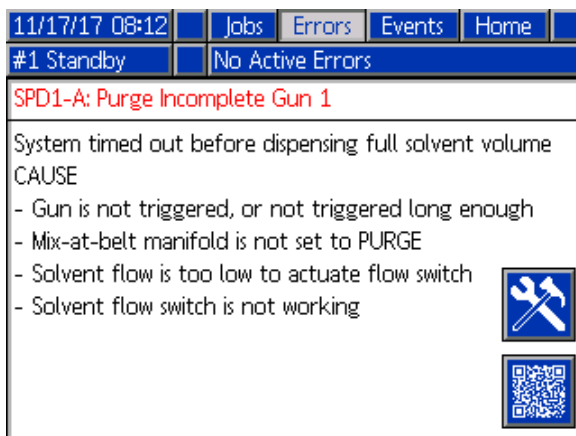 11/17/17 08:12 Jobs Errors Events Home
#1 Standby No Active Errors
SPD1-A: Purge Incomplete Gun 1
System timed out before dispensing full solvent volume
CAUSE
- Gun is not triggered, or not triggered long enough
- Mix-at-belt manifold is not set to PURGE
- Solvent flow is too low to actuate flow switch
- Solvent flow switch is not working